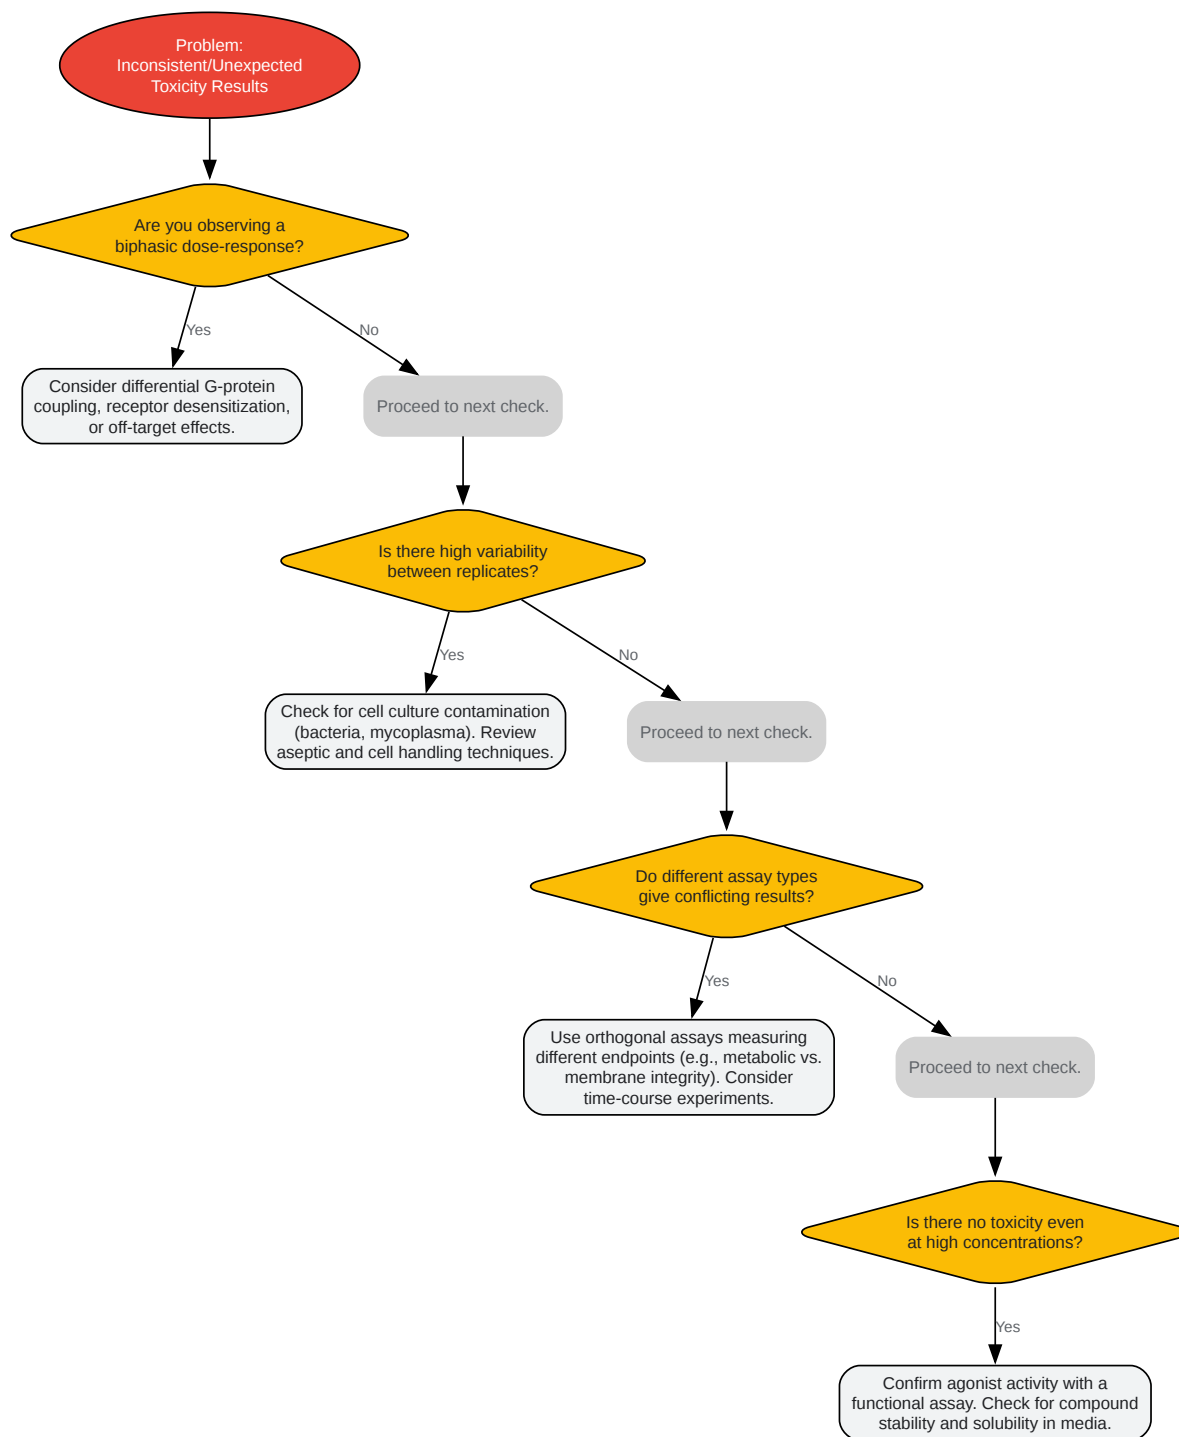 Problem:
Inconsistent/Unexpected
Toxicity Results
Are you observing a
biphasic dose-response?
Yes
No
Consider differential G-protein
coupling, receptor desensitization,
or off-target effects.
Proceed to next check.
Is there high variability
between replicates?
Yes
No
Check for cell culture contamination
(bacteria, mycoplasma). Review
aseptic and cell handling techniques.
Proceed to next check.
Do different assay types
give conflicting results?
Yes
No
Use orthogonal assays measuring
different endpoints (e.g., metabolic vs.
membrane integrity). Consider
time-course experiments.
Proceed to next check.
Is there no toxicity even
at high concentrations?
Yes
Confirm agonist activity with a
functional assay. Check for compound
stability and solubility in media.